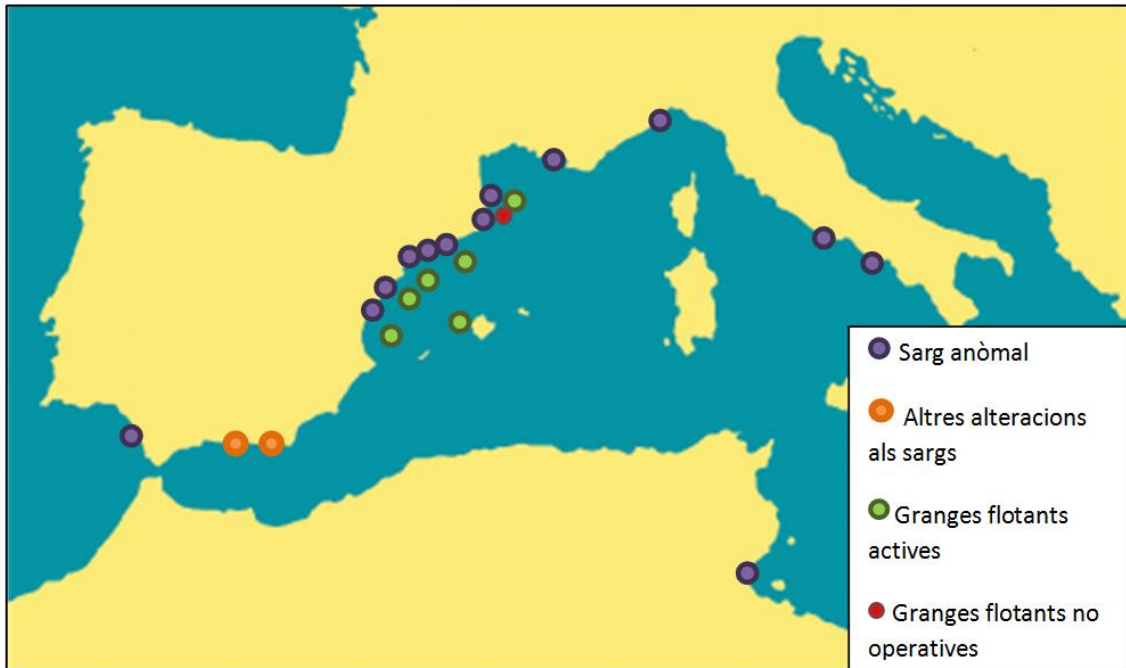 Sarg anòmal
Altres alteracions
als sargs
Granges flotants
actives
Granges flotants no
operatives